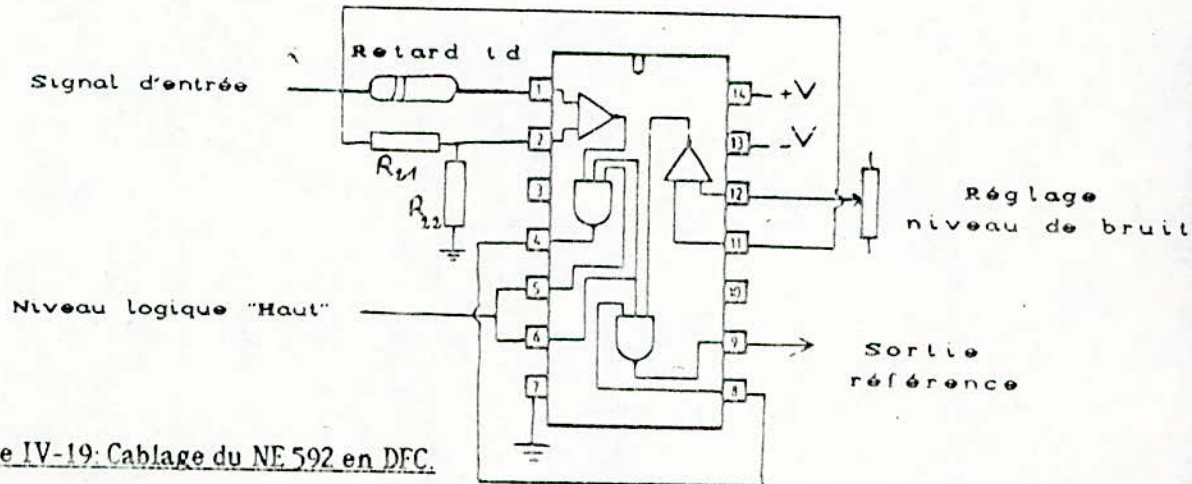 Retard td
Signal d'entrée
R21
R22
1
2
3
4
5
6
7
14
+V
13
-V
12
11
10
9
8
Réglage
niveau de bruit
Niveau logique "Haut"
Sortie
référence
e IV-19: Cablage du NE 592 en DFC.